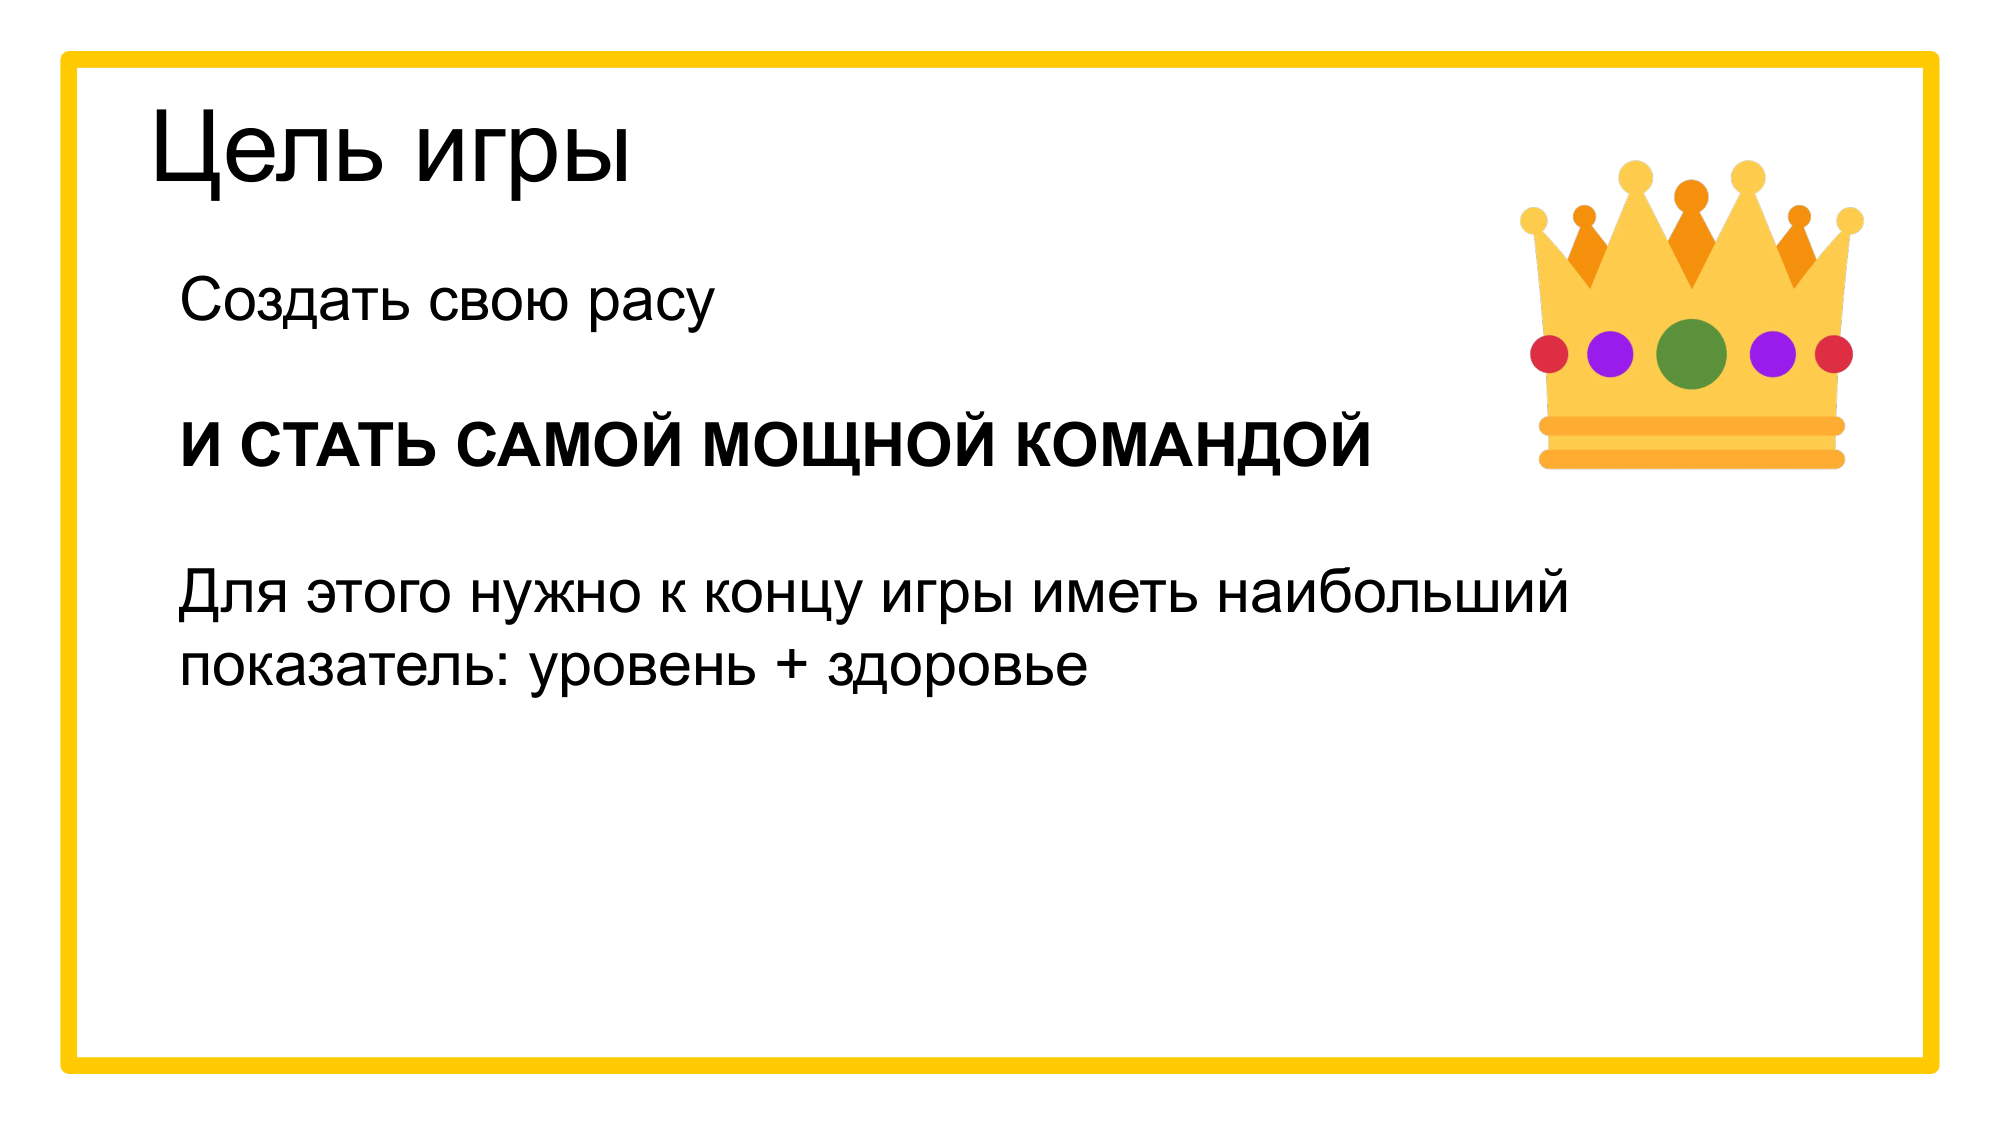 Цель игры
Создать свою расу
И СТАТЬ САМОЙ МОЩНОЙ КОМАНДОЙ
Для этого нужно к концу игры иметь наибольший
показатель: уровень + здоровье